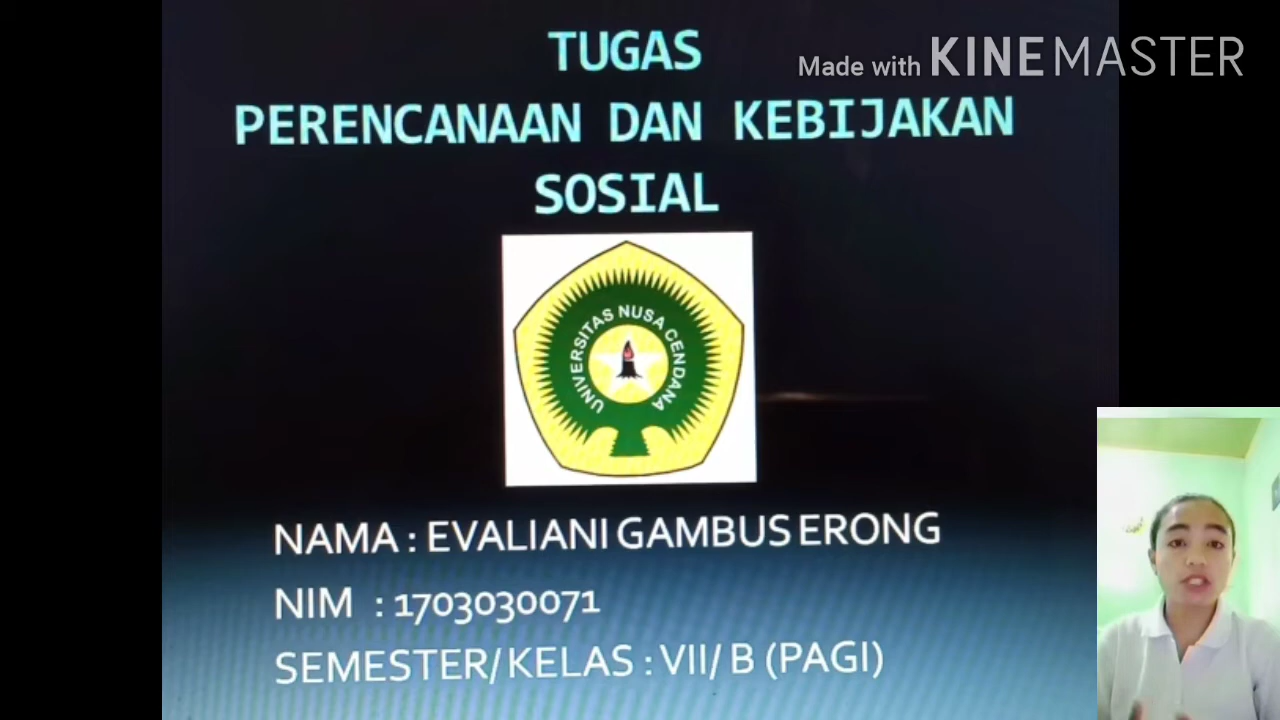 TUGAS
Made with KINEMASTER
PERENCANAAN DAN KEBIJAKAN
SOSIAL
UNIVERSITAS NUSA CENDANA
NAMA : EVALIANI GAMBUS ERONG
NIM : 1703030071
SEMESTER/ KELAS : VII/ B (PAGI)